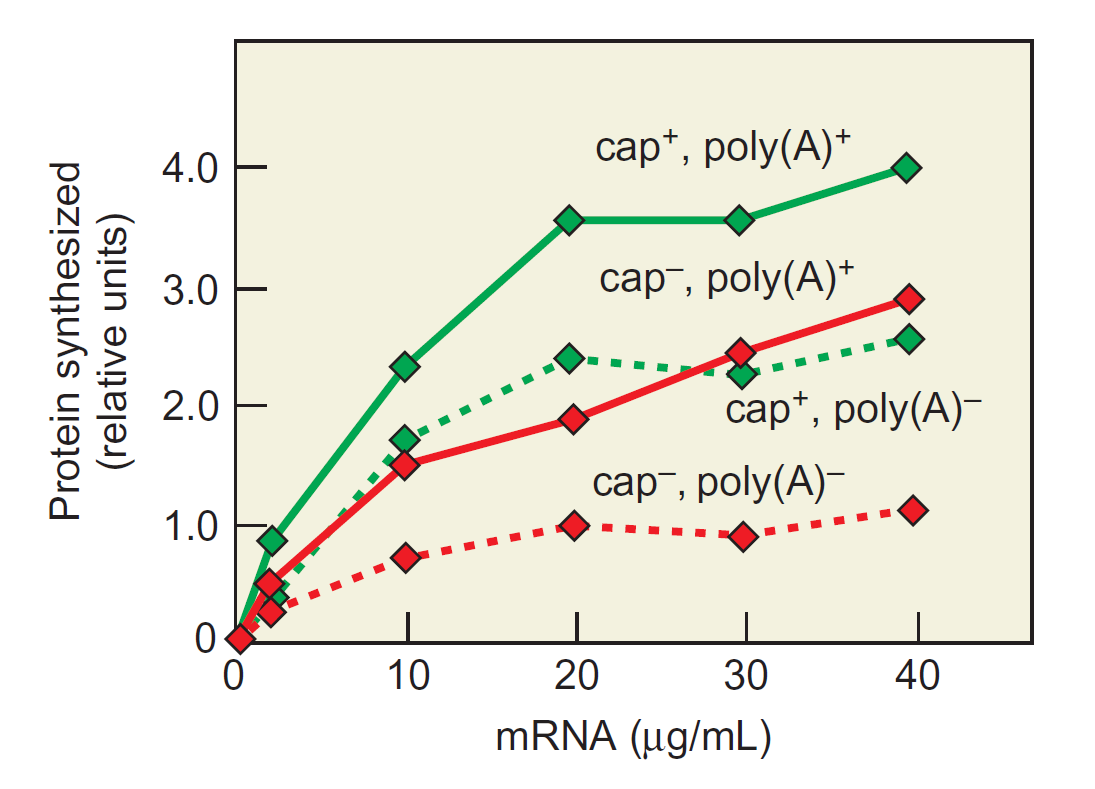 Protein synthesized
(relative units)
4.0
3.0
2.0
1.0
0
cap⁺, poly(A)⁺
cap⁻, poly(A)⁺
cap⁺, poly(A)⁻
cap⁻, poly(A)⁻
0 10 20 30 40
mRNA (μg/mL)